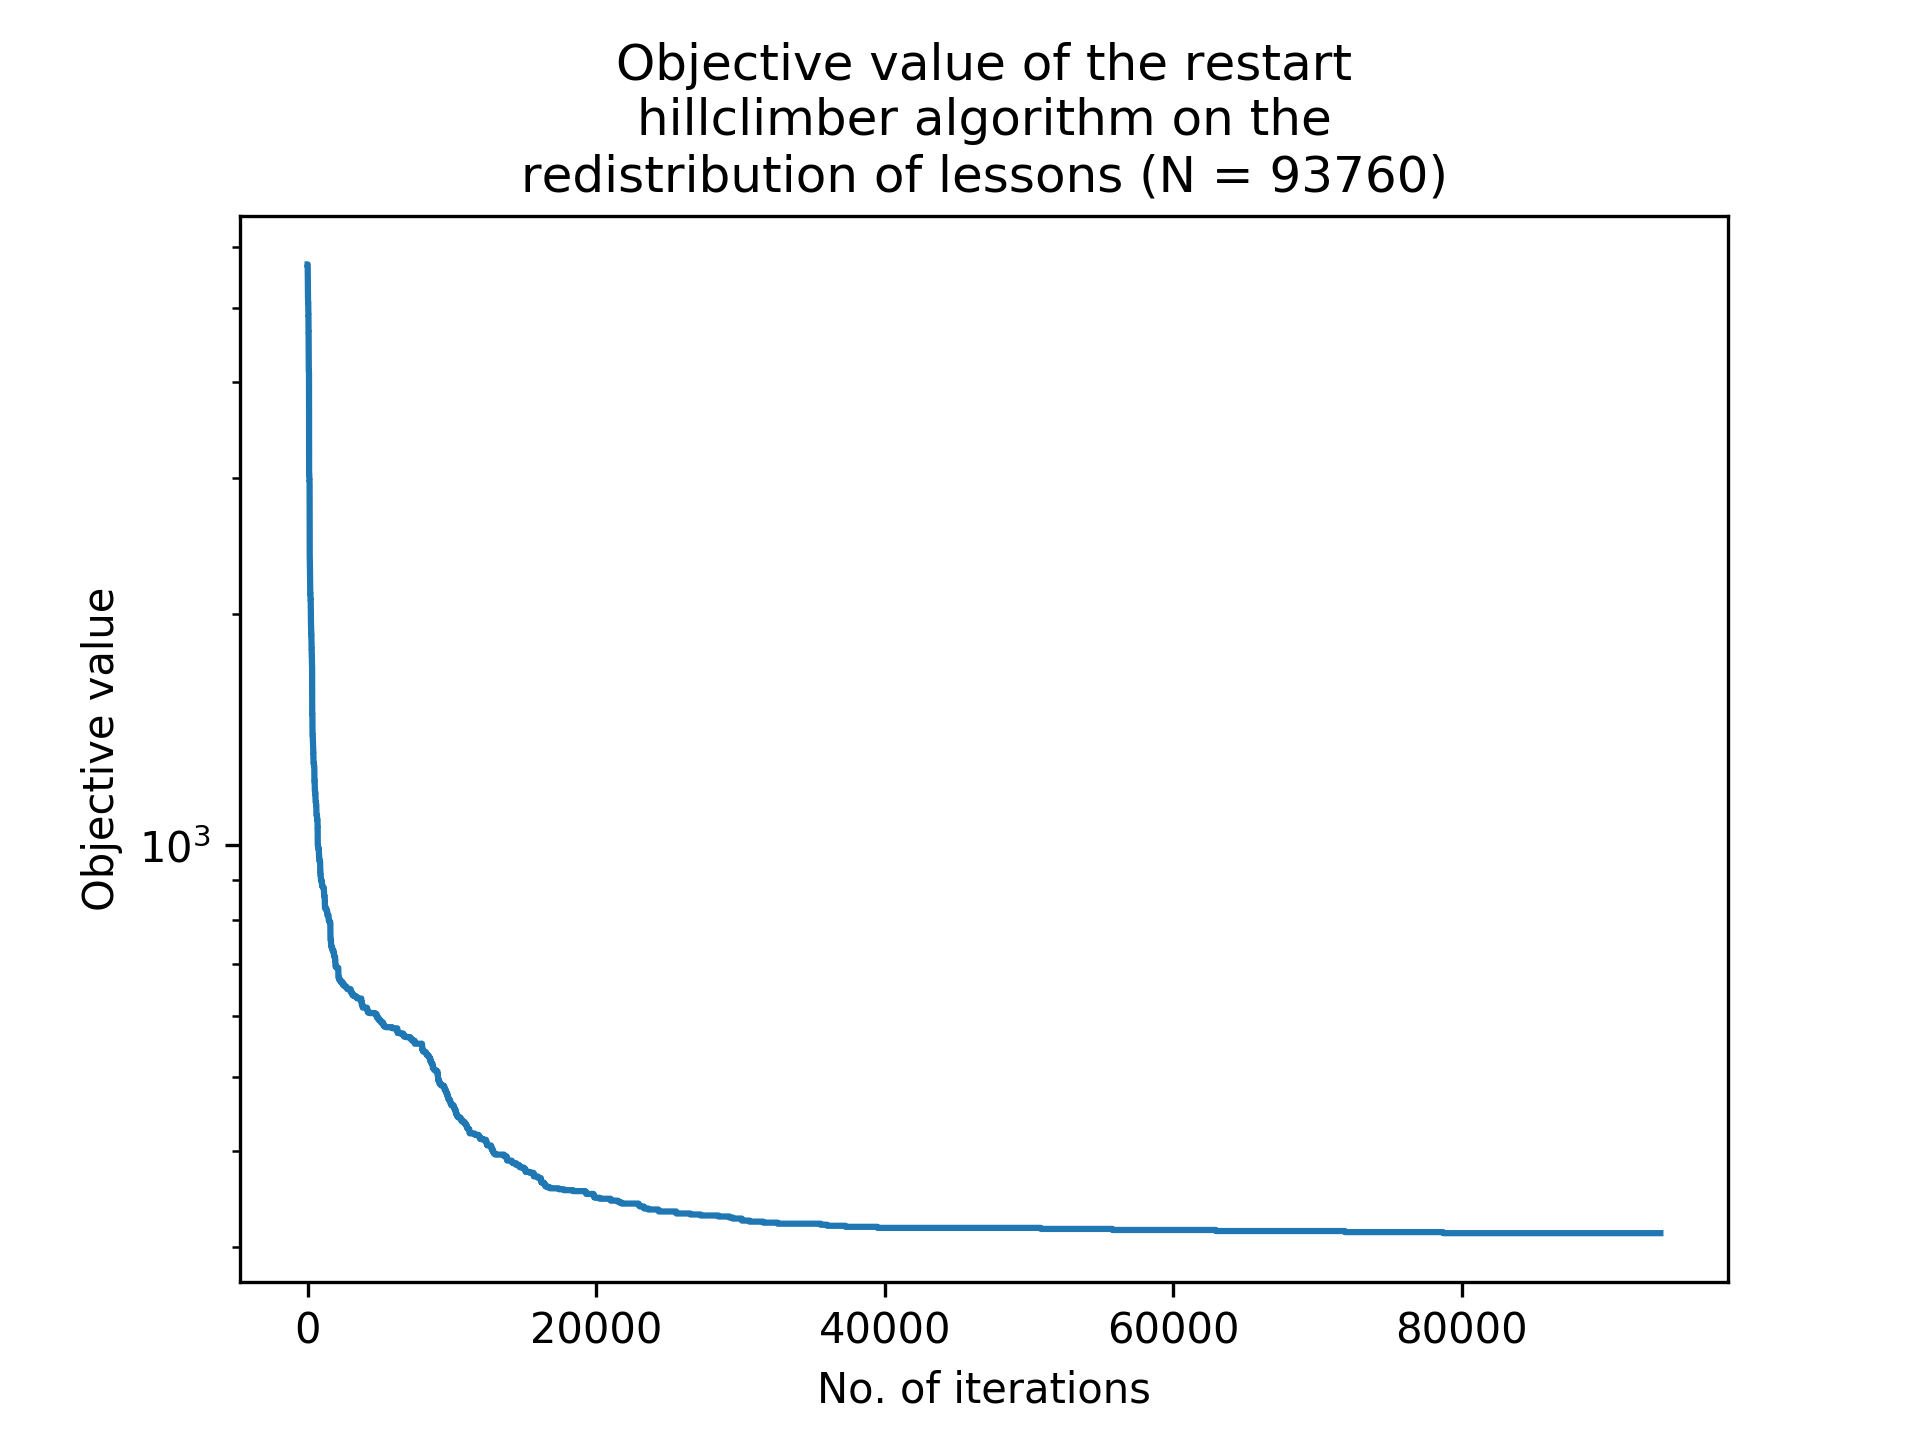 Objective value of the restart
hillclimber algorithm on the
redistribution of lessons (N = 93760)
Objective value
10³
0 20000 40000 60000 80000
No. of iterations